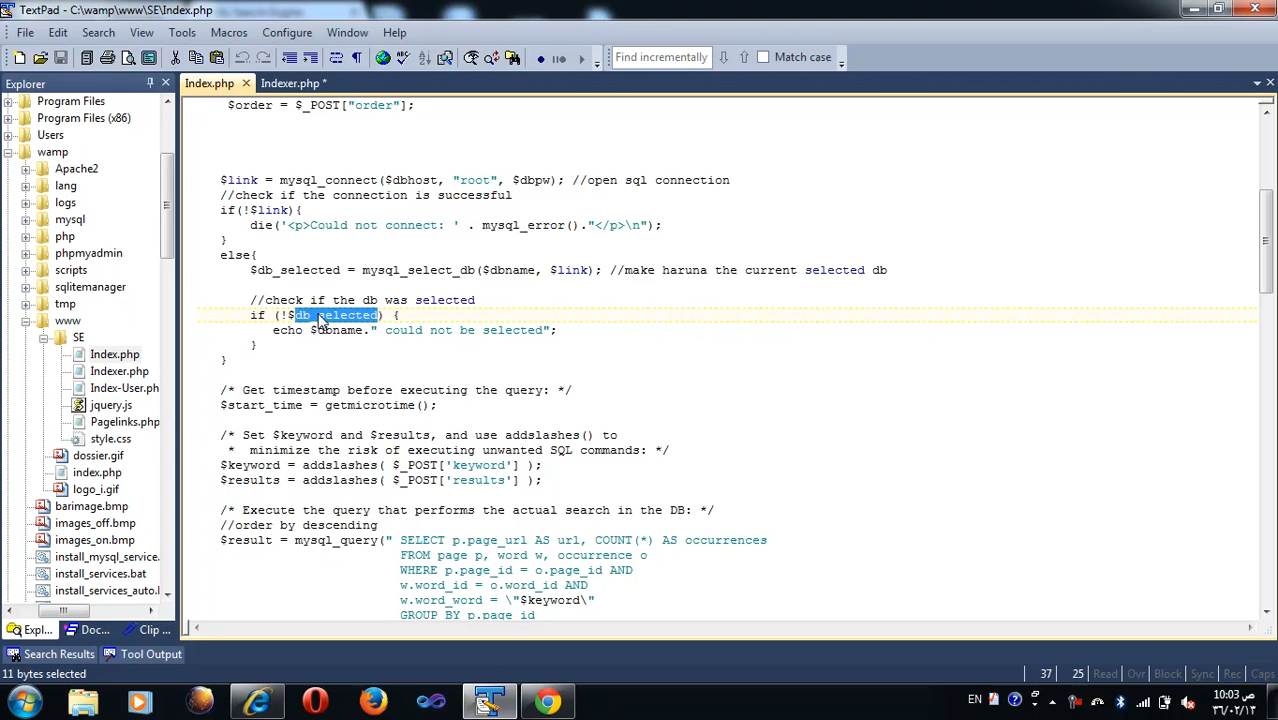 TextPad - C:\wamp\www\SE\Index.php
File Edit Search View Tools Macros Configure Window Help
Find incrementally Match case
Explorer
Index.php Indexer.php *
Program Files
Program Files (x86)
Users
wamp
Apache2
lang
logs
mysql
php
phpmyadmin
scripts
sqlitemanager
tmp
www
SE
Index.php
Indexer.php
Index-User.ph
jquery.js
Pagelinks.php
style.css
dossier.gif
index.php
logo_i.gif
barimage.bmp
images_off.bmp
images_on.bmp
install_mysql_service.
install_services.bat
install_services_auto.l
$order = $_POST["order"];
$link = mysql_connect($dbhost, "root", $dbpw); //open sql connection
//check if the connection is successful
if(!$link){
die('<p>Could not connect: ' . mysql_error()."</p>\n");
}
else{
$db_selected = mysql_select_db($dbname, $link); //make haruna the current selected db
//check if the db was selected
if (!$db_selected) {
echo $dbname." could not be selected";
}
}
/* Get timestamp before executing the query: */
$start_time = getmicrotime();
/* Set $keyword and $results, and use addslashes() to
* minimize the risk of executing unwanted SQL commands: */
$keyword = addslashes( $_POST['keyword'] );
$results = addslashes( $_POST['results'] );
/* Execute the query that performs the actual search in the DB: */
//order by descending
$result = mysql_query(" SELECT p.page_url AS url, COUNT(*) AS occurrences
FROM page p, word w, occurrence o
WHERE p.page_id = o.page_id AND
w.word_id = o.word_id AND
w.word_word = \"$keyword\"
GROUP BY p.page_id
Expl... Doc... Clip ...
Search Results Tool Output
11 bytes selected
37 25 Read Ovr Block Sync Rec Caps
EN
10:03 ص
٣٦/٠٢/١٣